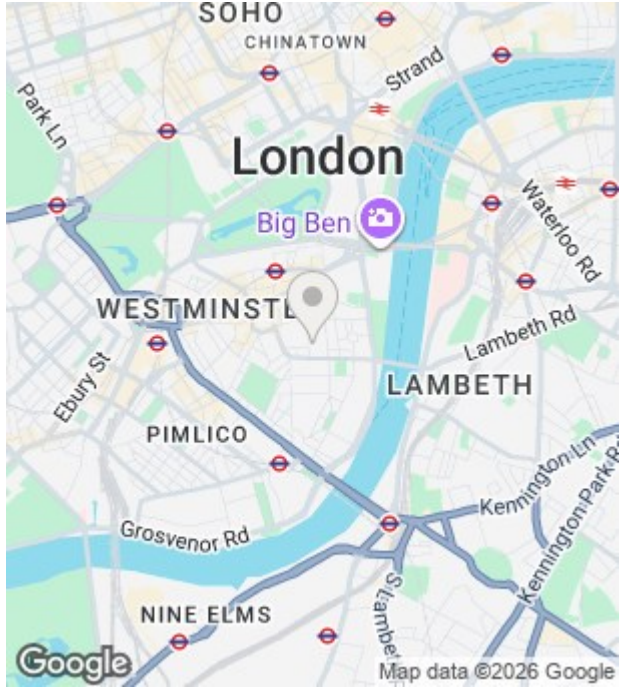 SOHO
CHINATOWN
Strand
Park Ln
London
Big Ben
Waterloo Rd
WESTMINSTE
Lambeth Rd
Ebury St
LAMBETH
PIMLICO
Kennington Ln
Kennington Park Rd
Grosvenor Rd
S Lambet
NINE ELMS
Google
Map data ©2026 Google